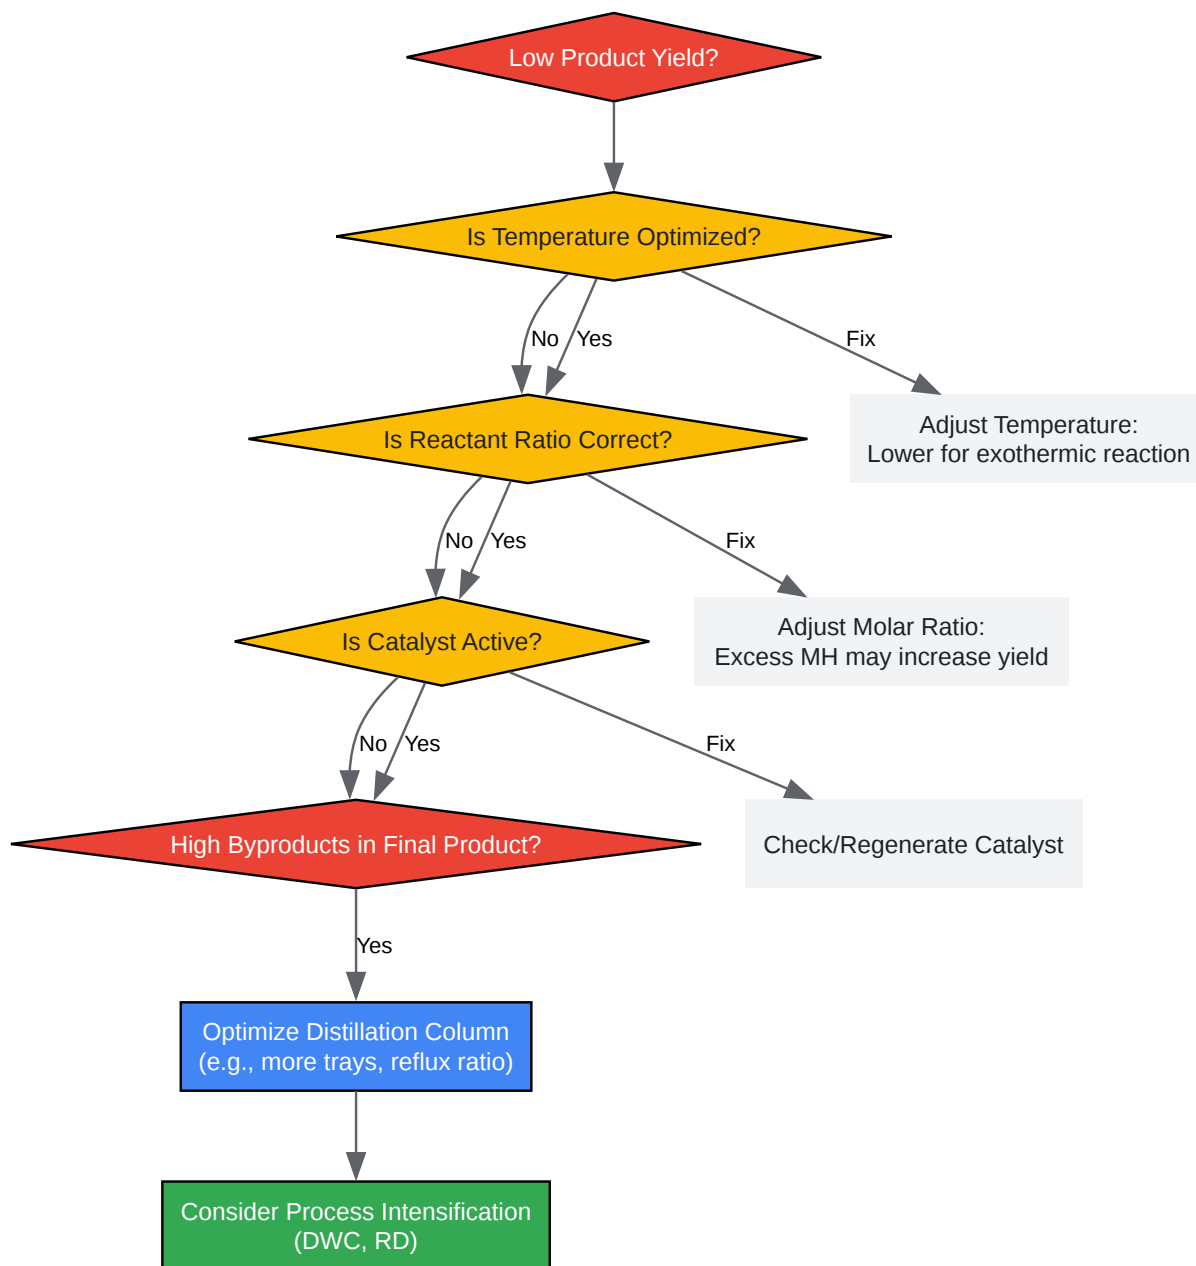 Low Product Yield?
Is Temperature Optimized?
No
Yes
Fix
Is Reactant Ratio Correct?
Adjust Temperature:
Lower for exothermic reaction
No
Yes
Fix
Is Catalyst Active?
Adjust Molar Ratio:
Excess MH may increase yield
No
Yes
Fix
High Byproducts in Final Product?
Check/Regenerate Catalyst
Yes
Optimize Distillation Column
(e.g., more trays, reflux ratio)
Consider Process Intensification
(DWC, RD)